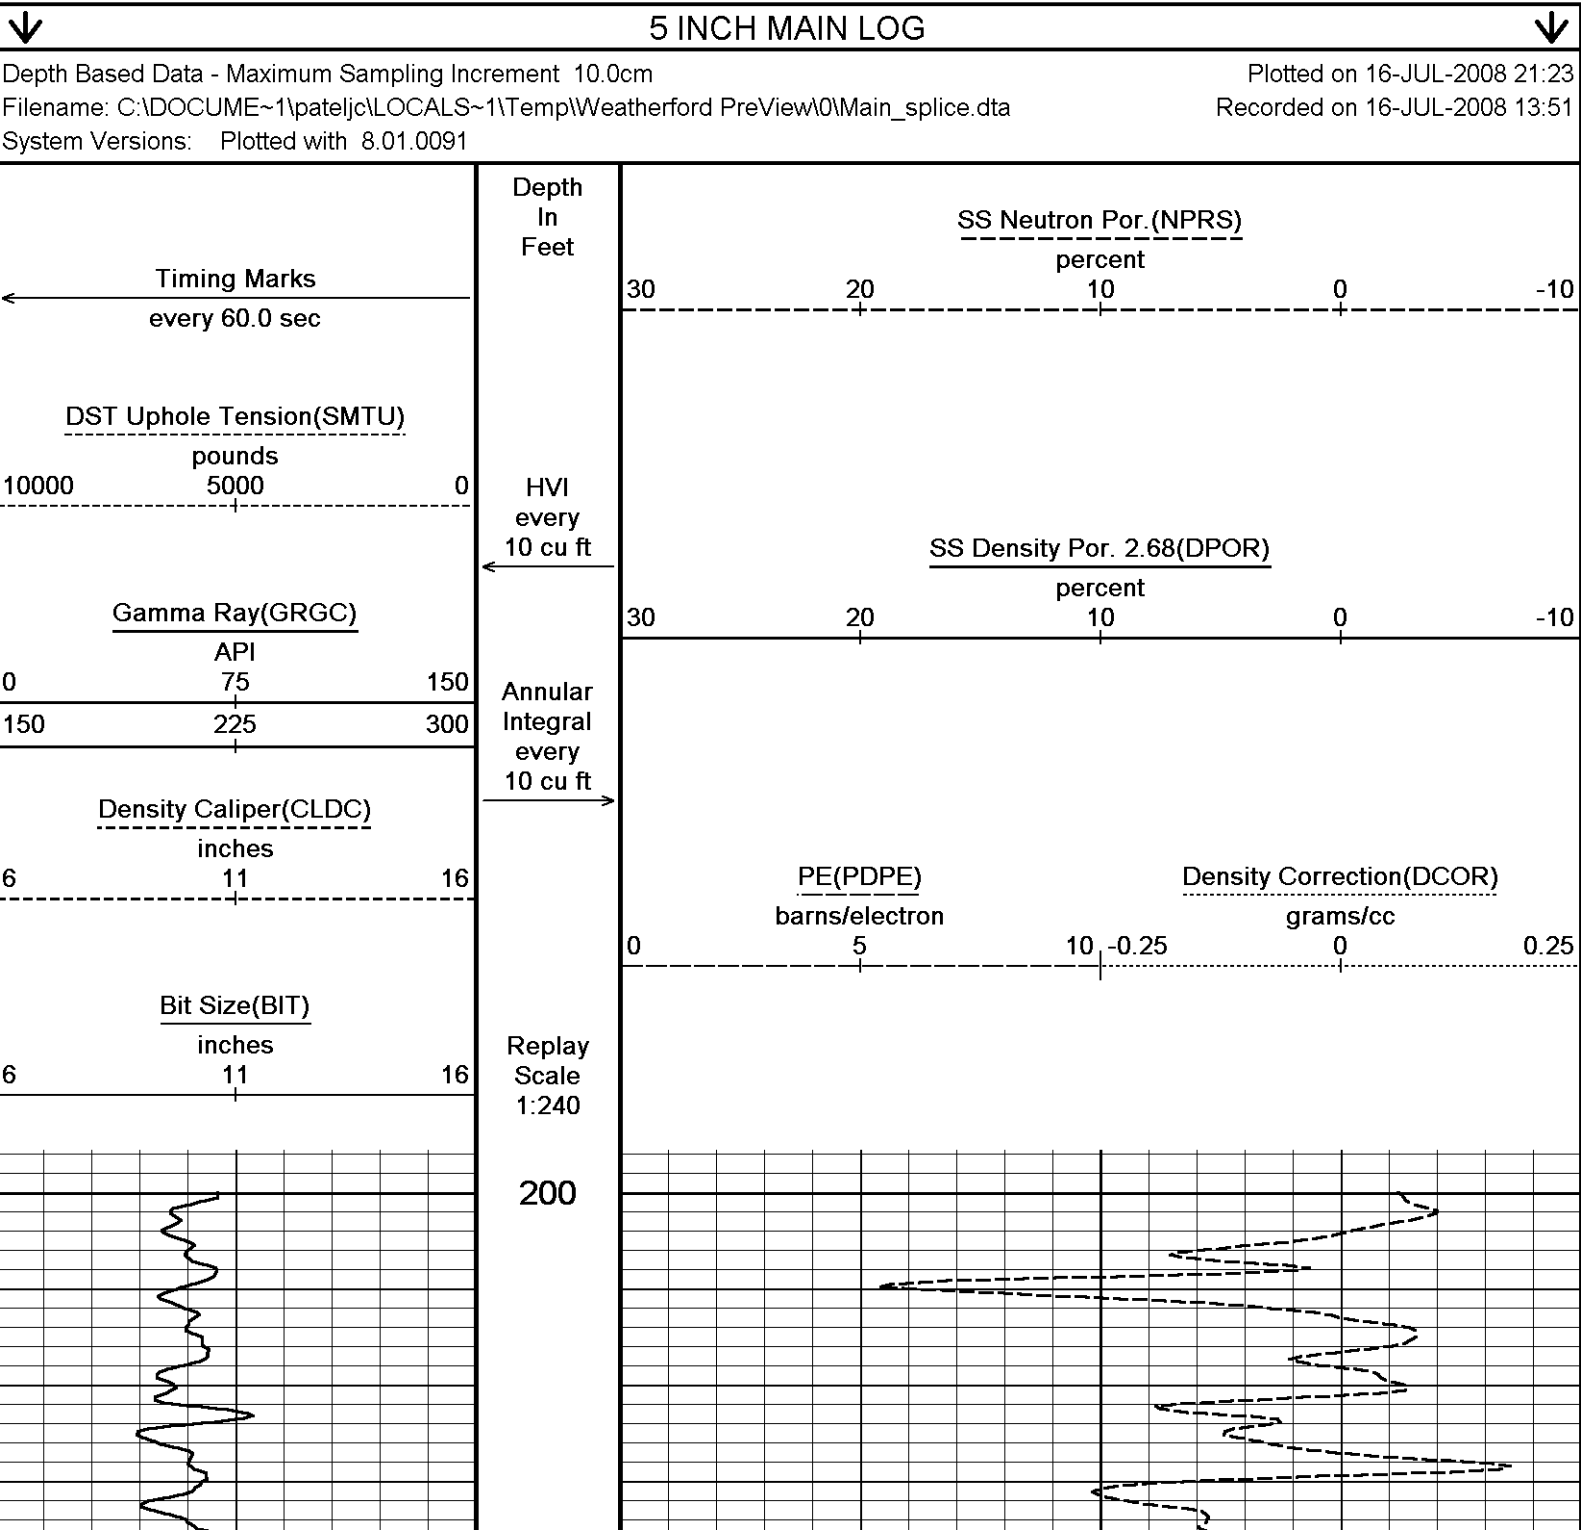 5 INCH MAIN LOG
Depth Based Data - Maximum Sampling Increment 10.0cm
Plotted on 16-JUL-2008 21:23
Filename: C:\DOCUME~1\pateljc\LOCALS~1\Temp\Weatherford PreView\0\Main_splice.dta
Recorded on 16-JUL-2008 13:51
System Versions: Plotted with 8.01.0091
Timing Marks
every 60.0 sec
DST Uphole Tension(SMTU)
pounds
10000 5000 0
Gamma Ray(GRGC)
API
0 75 150
150 225 300
Density Caliper(CLDC)
inches
6 11 16
Bit Size(BIT)
inches
6 11 16
Depth
In
Feet
HVI
every
10 cu ft
Annular
Integral
every
10 cu ft
Replay
Scale
1:240
200
SS Neutron Por.(NPRS)
percent
30 20 10 0 -10
SS Density Por. 2.68(DPOR)
percent
30 20 10 0 -10
PE(PDPE)
barns/electron
0 5 10
Density Correction(DCOR)
grams/cc
-0.25 0 0.25